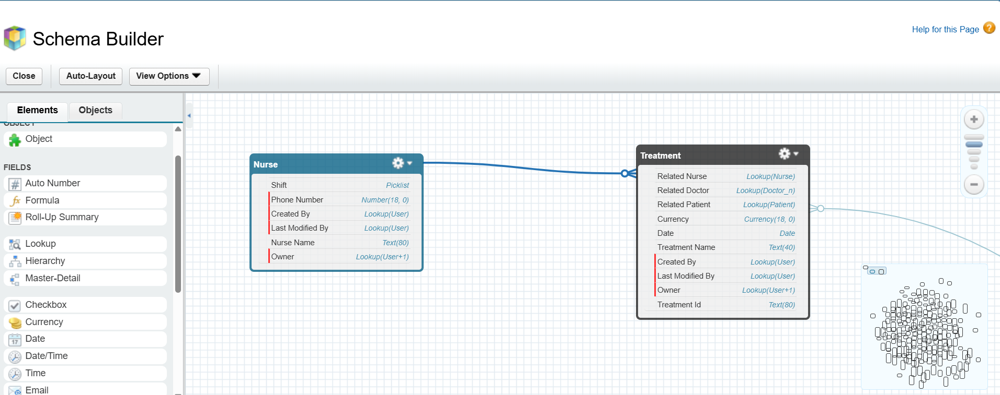 Help for this Page
Schema Builder
Close
Auto-Layout
View Options
Elements
Objects
OBJECT
Object
FIELDS
Auto Number
Formula
Roll-Up Summary
Lookup
Hierarchy
Master-Detail
Checkbox
Currency
Date
Date/Time
Time
Email
Nurse
Shift Picklist
Phone Number Number(18, 0)
Created By Lookup(User)
Last Modified By Lookup(User)
Nurse Name Text(80)
Owner Lookup(User+1)
Treatment
Related Nurse Lookup(Nurse)
Related Doctor Lookup(Doctor_n)
Related Patient Lookup(Patient)
Currency Currency(18, 0)
Date Date
Treatment Name Text(40)
Created By Lookup(User)
Last Modified By Lookup(User)
Owner Lookup(User+1)
Treatment Id Text(80)